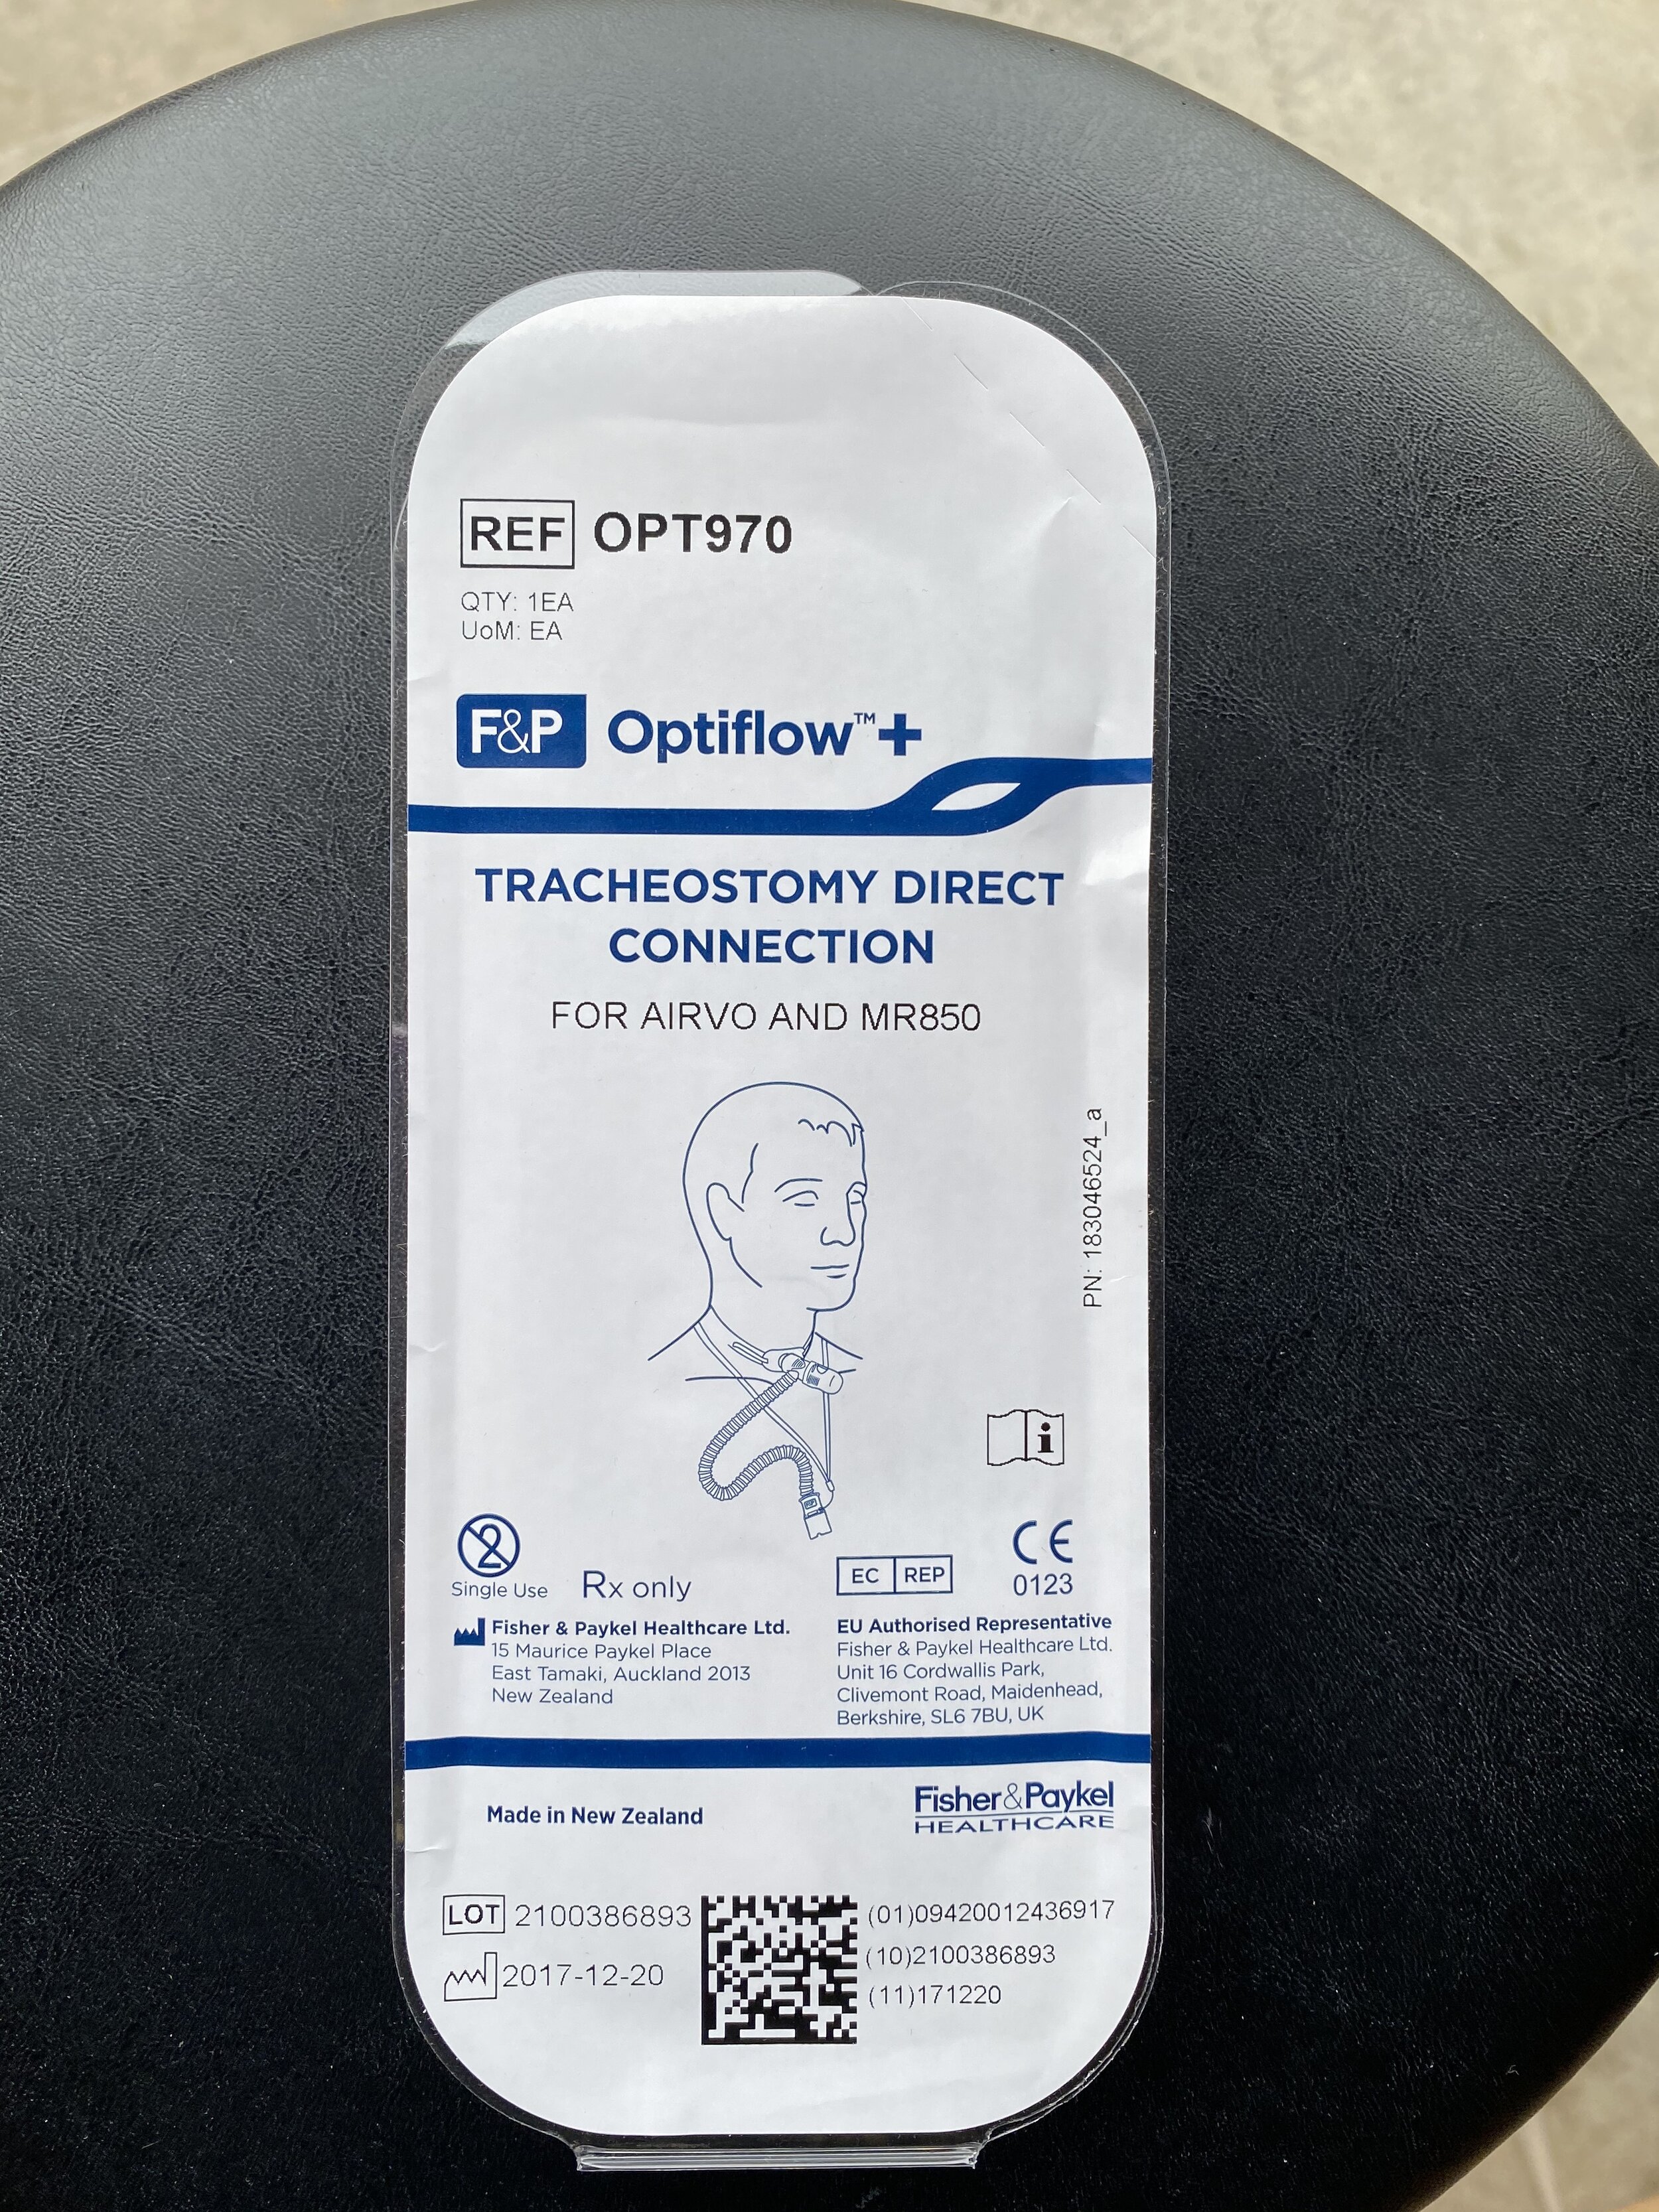 REF OPT970
QTY: 1EA
UoM: EA
F&P Optiflow™+
TRACHEOSTOMY DIRECT
CONNECTION
FOR AIRVO AND MR850
PN: 183046524_a
i
2
Single Use
Rx only
EC REP
CE
0123
Fisher & Paykel Healthcare Ltd.
15 Maurice Paykel Place
East Tamaki, Auckland 2013
New Zealand
EU Authorised Representative
Fisher & Paykel Healthcare Ltd.
Unit 16 Cordwallis Park,
Clivemont Road, Maidenhead,
Berkshire, SL6 7BU, UK
Made in New Zealand
Fisher&Paykel
HEALTHCARE
LOT 2100386893
2017-12-20
(01)09420012436917
(10)2100386893
(11)171220